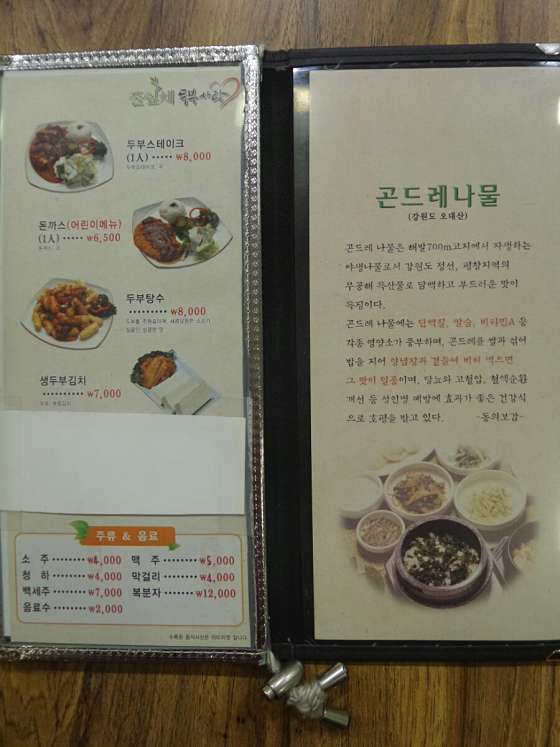 두부사랑
두부스테이크
(1人) ····· ₩8,000
두부스테이크
돈까스(어린이메뉴)
(1人) ····· ₩6,500
두부탕수
········· ₩8,000
생두부김치
········· ₩7,000
주류 & 음료
소 주 ········ ₩4,000 맥 주 ········ ₩5,000
청 하 ········ ₩4,000 막걸리 ········ ₩4,000
백세주 ········ ₩7,000 복분자 ······· ₩12,000
음료수 ········ ₩2,000
곤드레나물
(강원도 오대산)
곤드레 나물은 해발700m고지에서 자생하는
야생나물로서 강원도 정선, 평창지역의
무공해 특산물로 담백하고 부드러운 맛이
특징이다.
곤드레 나물에는 단백질, 칼슘, 비타민A 등
각종 영양소가 풍부하며, 곤드레를 쌀과 섞어
밥을 지어 양념장과 곁들여 비벼 먹으면
그 맛이 일품이며, 당뇨와 고혈압, 혈액순환
개선 등 성인병 예방에 효과가 좋은 건강식
으로 호평을 받고 있다. -동의보감-